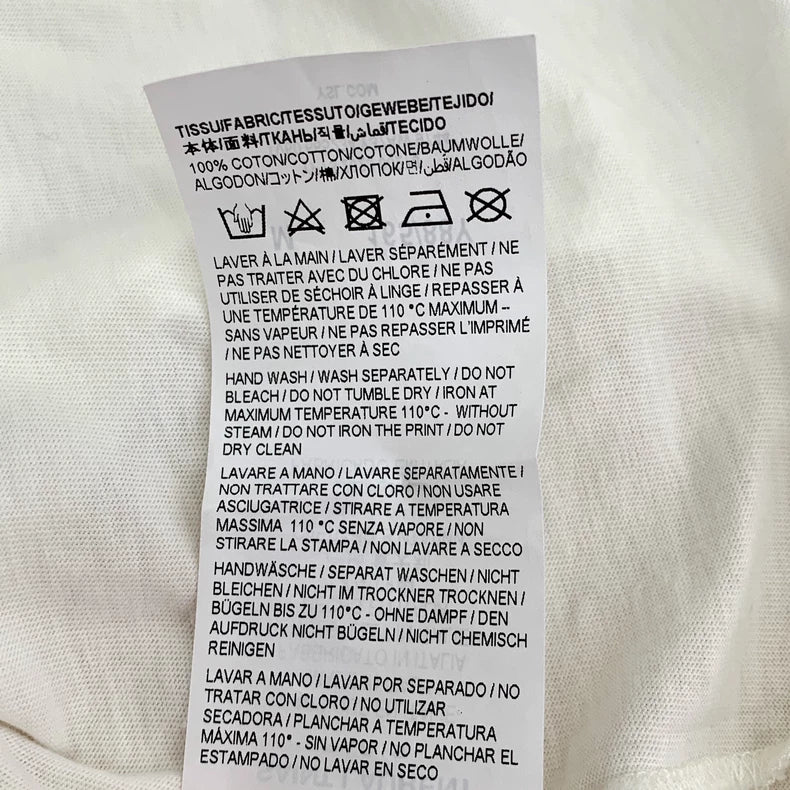 TISSU/FABRIC/TESSUTO/GEWEBE/TEJIDO/
本体/面料/ТКАНЬ/직물/قماش/TECIDO
100% COTON/COTTON/COTONE/BAUMWOLLE/
ALGODON/コットン/棉/ХЛОПОК/면/قطن/ALGODÃO
LAVER À LA MAIN / LAVER SÉPARÉMENT / NE
PAS TRAITER AVEC DU CHLORE / NE PAS
UTILISER DE SÉCHOIR À LINGE / REPASSER À
UNE TEMPÉRATURE DE 110 °C MAXIMUM –
SANS VAPEUR / NE PAS REPASSER L'IMPRIMÉ
/ NE PAS NETTOYER À SEC
HAND WASH / WASH SEPARATELY / DO NOT
BLEACH / DO NOT TUMBLE DRY / IRON AT
MAXIMUM TEMPERATURE 110°C - WITHOUT
STEAM / DO NOT IRON THE PRINT / DO NOT
DRY CLEAN
LAVARE A MANO / LAVARE SEPARATAMENTE /
NON TRATTARE CON CLORO / NON USARE
ASCIUGATRICE / STIRARE A TEMPERATURA
MASSIMA 110 °C SENZA VAPORE / NON
STIRARE LA STAMPA / NON LAVARE A SECCO
HANDWÄSCHE / SEPARAT WASCHEN / NICHT
BLEICHEN / NICHT IM TROCKNER TROCKNEN /
BÜGELN BIS ZU 110°C - OHNE DAMPF / DEN
AUFDRUCK NICHT BÜGELN / NICHT CHEMISCH
REINIGEN
LAVAR A MANO / LAVAR POR SEPARADO / NO
TRATAR CON CLORO / NO UTILIZAR
SECADORA / PLANCHAR A TEMPERATURA
MÁXIMA 110° - SIN VAPOR / NO PLANCHAR EL
ESTAMPADO / NO LAVAR EN SECO